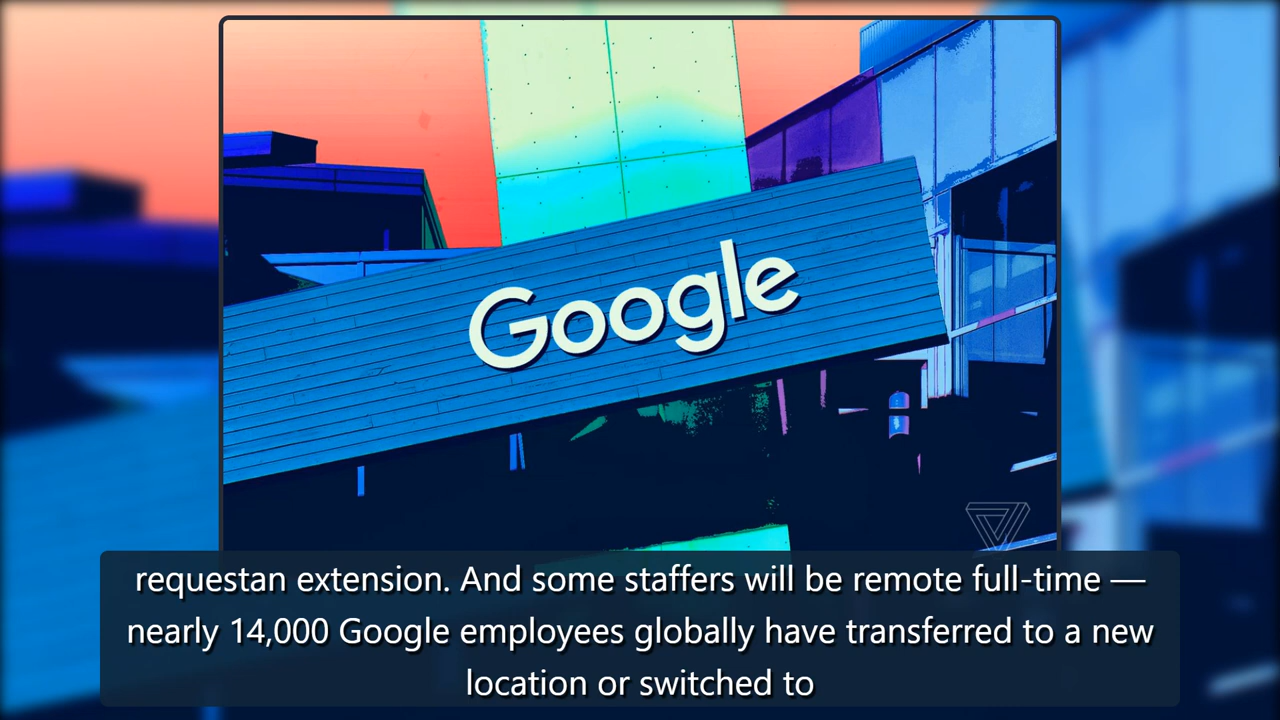 Google
requestan extension. And some staffers will be remote full-time —
nearly 14,000 Google employees globally have transferred to a new
location or switched to